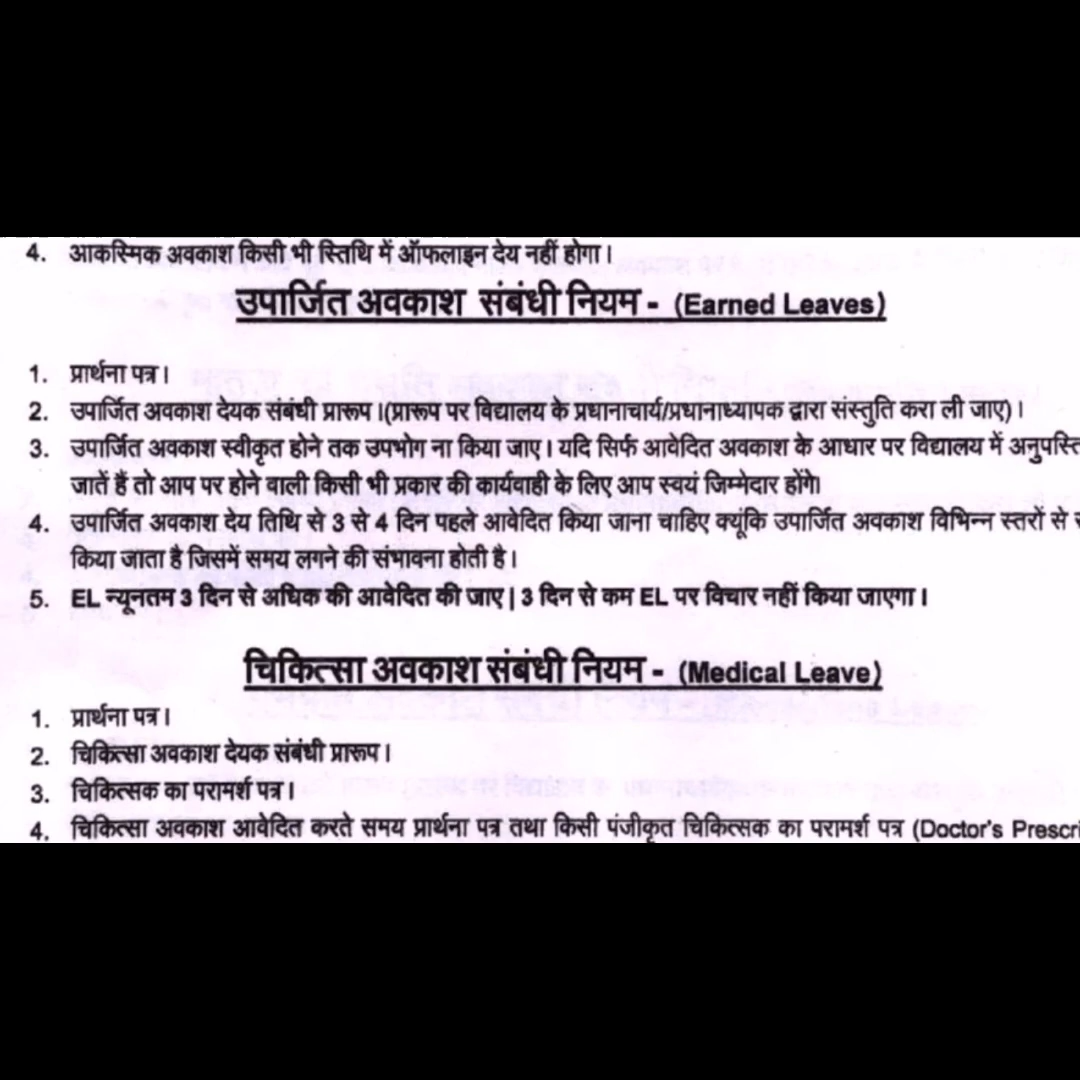 4. आकस्मिक अवकाश किसी भी स्तिथि में ऑफलाइन देय नहीं होगा।
उपार्जित अवकाश संबंधी नियम - (Earned Leaves)
1. प्रार्थना पत्र।
2. उपार्जित अवकाश देयक संबंधी प्रारूप।(प्रारूप पर विद्यालय के प्रधानाचार्य/प्रधानाध्यापक द्वारा संस्तुति करा ली जाए)।
3. उपार्जित अवकाश स्वीकृत होने तक उपभोग ना किया जाए। यदि सिर्फ आवेदित अवकाश के आधार पर विद्यालय में
जातें हैं तो आप पर होने वाली किसी भी प्रकार की कार्यवाही के लिए आप स्वयं जिम्मेदार होंगे।
4. उपार्जित अवकाश देय तिथि से 3 से 4 दिन पहले आवेदित किया जाना चाहिए क्यूंकि उपार्जित अवकाश विभिन्न स्तरों से
किया जाता है जिसमें समय लगने की संभावना होती है।
5. EL न्यूनतम 3 दिन से अधिक की आवेदित की जाए | 3 दिन से कम EL पर विचार नहीं किया जाएगा।
चिकित्सा अवकाश संबंधी नियम - (Medical Leave)
1. प्रार्थना पत्र।
2. चिकित्सा अवकाश देयक संबंधी प्रारूप।
3. चिकित्सक का परामर्श पत्र।
4. चिकित्सा अवकाश आवेदित करते समय प्रार्थना पत्र तथा किसी पंजीकृत चिकित्सक का परामर्श पत्र (Doctor's